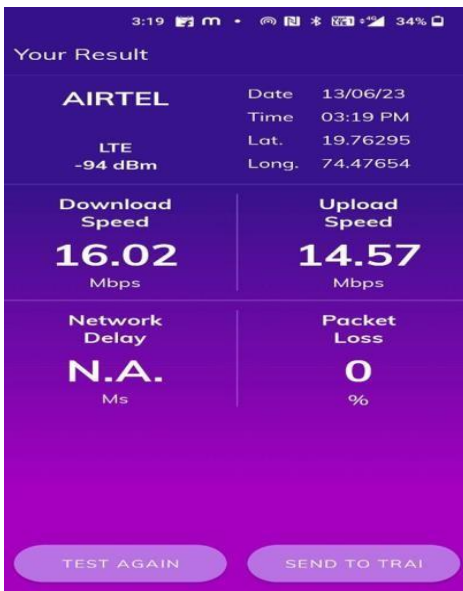 3:19 34%
Your Result
AIRTEL
LTE
-94 dBm
Date 13/06/23
Time 03:19 PM
Lat. 19.76295
Long. 74.47654
Download
Speed
16.02
Mbps
Upload
Speed
14.57
Mbps
Network
Delay
N.A.
Ms
Packet
Loss
0
%
TEST AGAIN
SEND TO TRAI